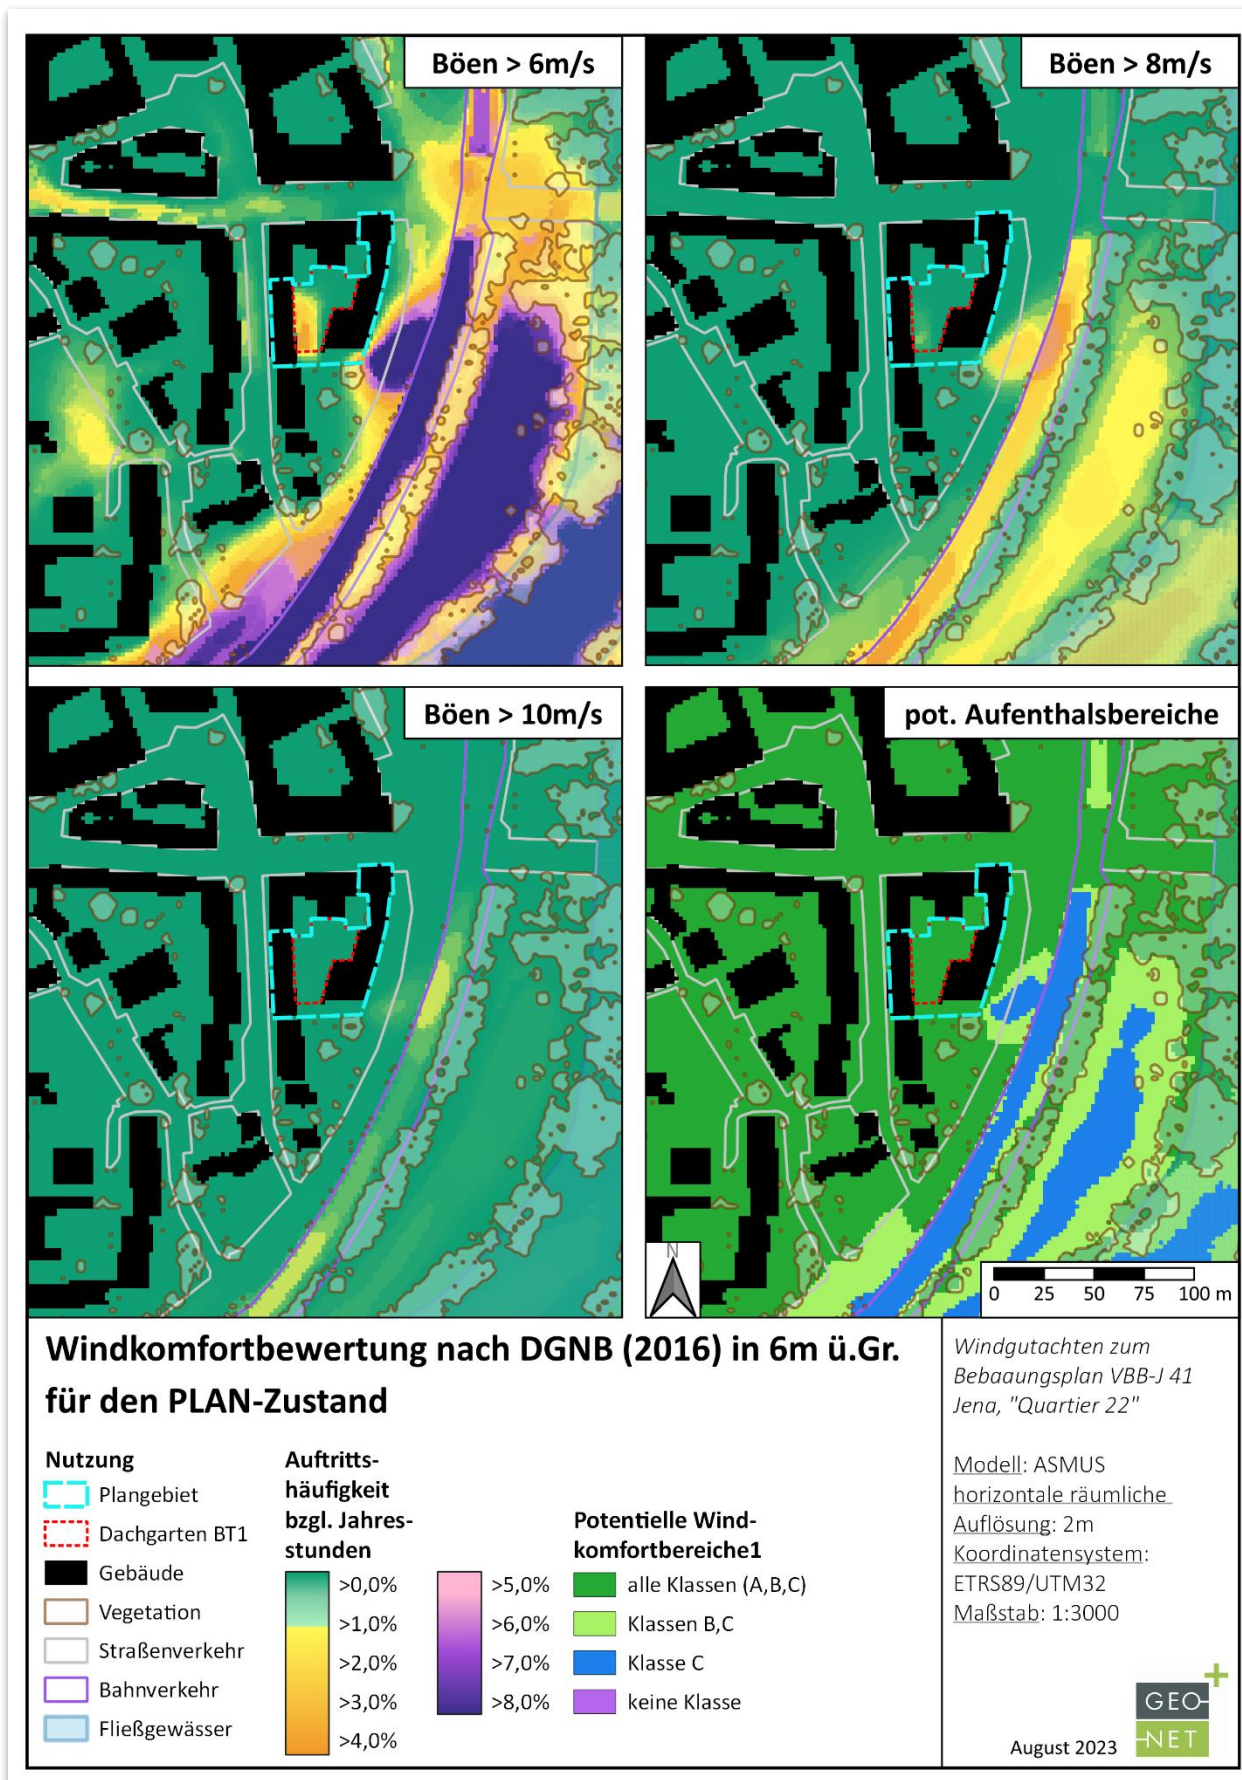 Böen > 6m/s
Böen > 8m/s
Böen > 10m/s
pot. Aufenthalsbereiche
N
0 25 50 75 100 m
Windkomfortbewertung nach DGNB (2016) in 6m ü.Gr.
für den PLAN-Zustand
Nutzung
Plangebiet
Dachgarten BT1
Gebäude
Vegetation
Straßenverkehr
Bahnverkehr
Fließgewässer
Auftritts-
häufigkeit
bzgl. Jahres-
stunden
>0,0%
>1,0%
>2,0%
>3,0%
>4,0%
>5,0%
>6,0%
>7,0%
>8,0%
Potentielle Wind-
komfortbereiche1
alle Klassen (A,B,C)
Klassen B,C
Klasse C
keine Klasse
Windgutachten zum
Bebaaungsplan VBB-J 41
Jena, "Quartier 22"
Modell: ASMUS
horizontale räumliche
Auflösung: 2m
Koordinatensystem:
ETRS89/UTM32
Maßstab: 1:3000
August 2023
GEO
NET